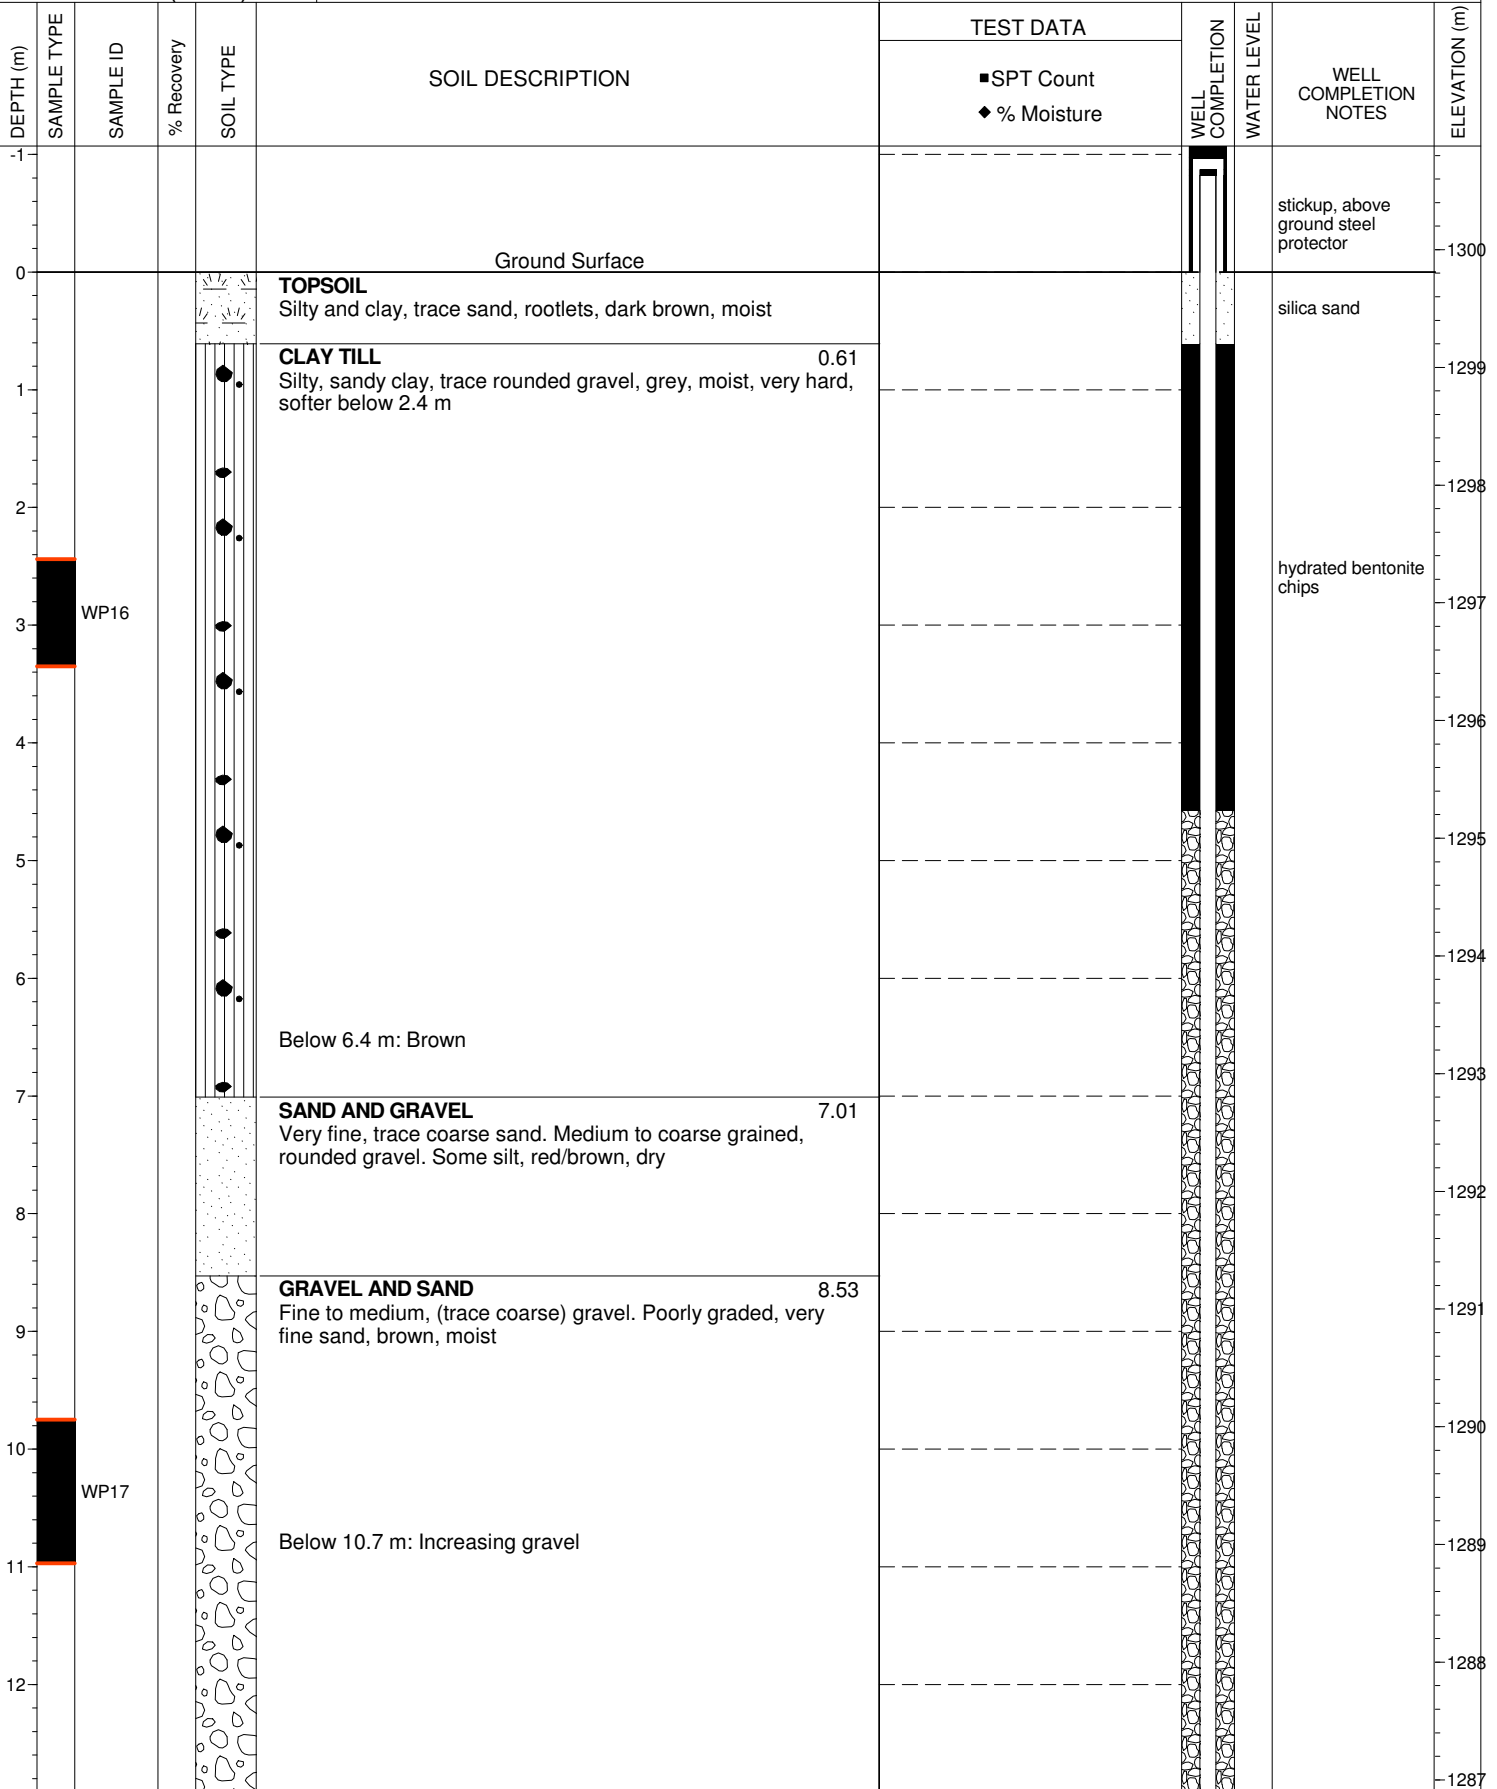 DEPTH (m)
SAMPLE TYPE
SAMPLE ID
% Recovery
SOIL TYPE
SOIL DESCRIPTION
TEST DATA
■SPT Count
◆ % Moisture
WELL
COMPLETION
WATER LEVEL
WELL
COMPLETION
NOTES
ELEVATION (m)
-1
0
1
2
3
4
5
6
7
8
9
10
11
12
WP16
WP17
Ground Surface
TOPSOIL
Silty and clay, trace sand, rootlets, dark brown, moist
CLAY TILL 0.61
Silty, sandy clay, trace rounded gravel, grey, moist, very hard,
softer below 2.4 m
Below 6.4 m: Brown
SAND AND GRAVEL 7.01
Very fine, trace coarse sand. Medium to coarse grained,
rounded gravel. Some silt, red/brown, dry
GRAVEL AND SAND 8.53
Fine to medium, (trace coarse) gravel. Poorly graded, very
fine sand, brown, moist
Below 10.7 m: Increasing gravel
stickup, above
ground steel
protector
silica sand
hydrated bentonite
chips
1300
1299
1298
1297
1296
1295
1294
1293
1292
1291
1290
1289
1288
1287